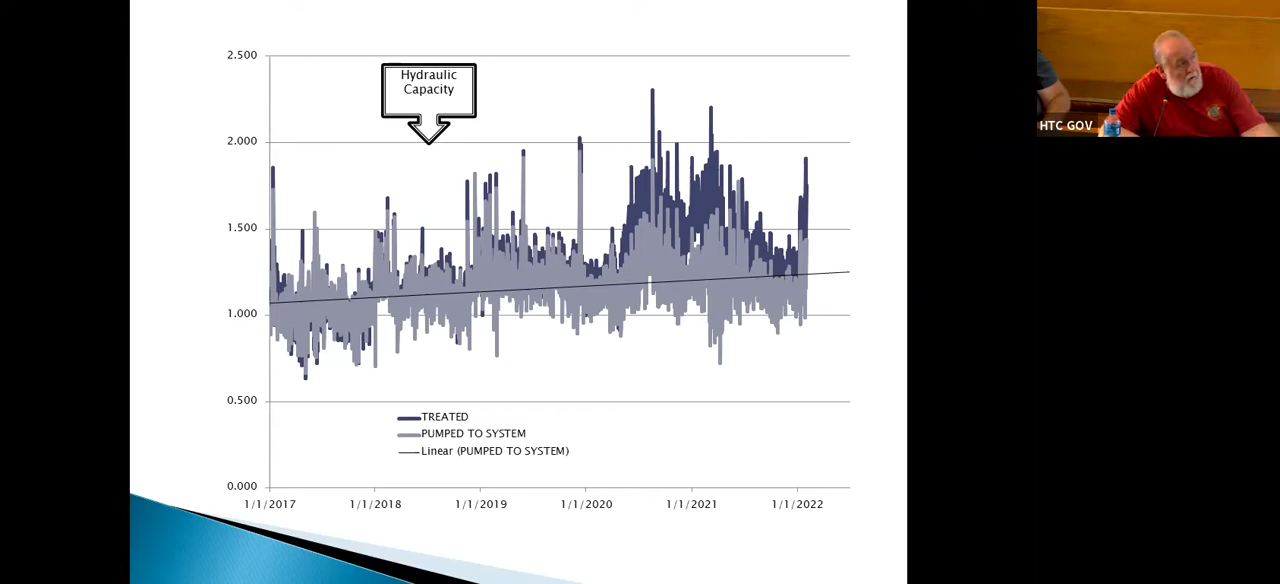 2.500
Hydraulic
Capacity
2.000
1.500
1.000
0.500
TREATED
PUMPED TO SYSTEM
Linear (PUMPED TO SYSTEM)
0.000
1/1/2017 1/1/2018 1/1/2019 1/1/2020 1/1/2021 1/1/2022
HTC GOV